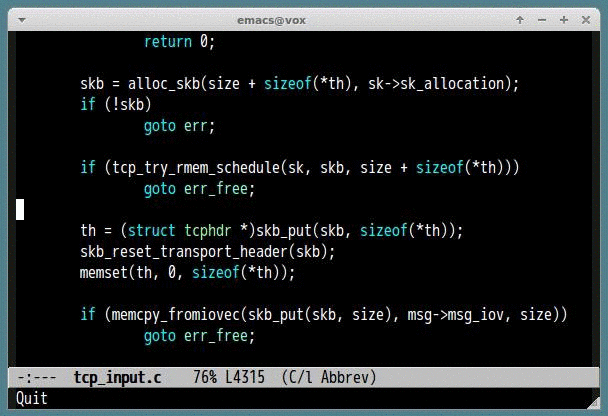 emacs@vox
return 0;
skb = alloc_skb(size + sizeof(*th), sk->sk_allocation);
if (!skb)
goto err;
if (tcp_try_rmem_schedule(sk, skb, size + sizeof(*th)))
goto err_free;
th = (struct tcphdr *)skb_put(skb, sizeof(*th));
skb_reset_transport_header(skb);
memset(th, 0, sizeof(*th));
if (memcpy_fromiovec(skb_put(skb, size), msg->msg_iov, size))
goto err_free;
-:--- tcp_input.c 76% L4315 (C/l Abbrev)
Quit